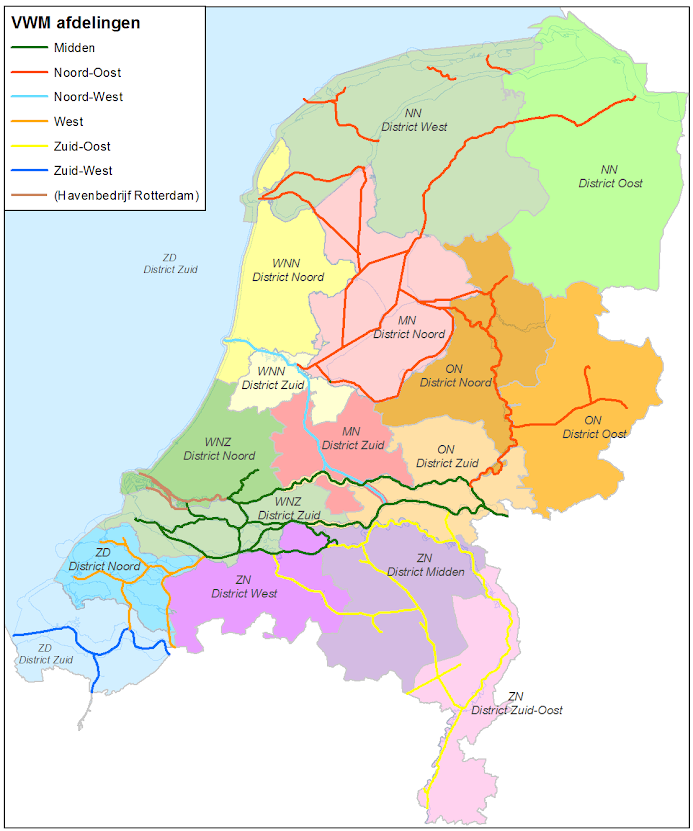 VWM afdelingen
Midden
Noord-Oost
Noord-West
West
Zuid-Oost
Zuid-West
(Havenbedrijf Rotterdam)
NN
District West
NN
District Oost
ZD
District Zuid
WNN
District Noord
MN
District Noord
WNN
District Zuid
ON
District Noord
ON
District Oost
MN
District Zuid
WNZ
District Noord
ON
District Zuid
WNZ
District Zuid
ZD
District Noord
ZN
District Midden
ZN
District West
ZD
District Zuid
ZN
District Zuid-Oost